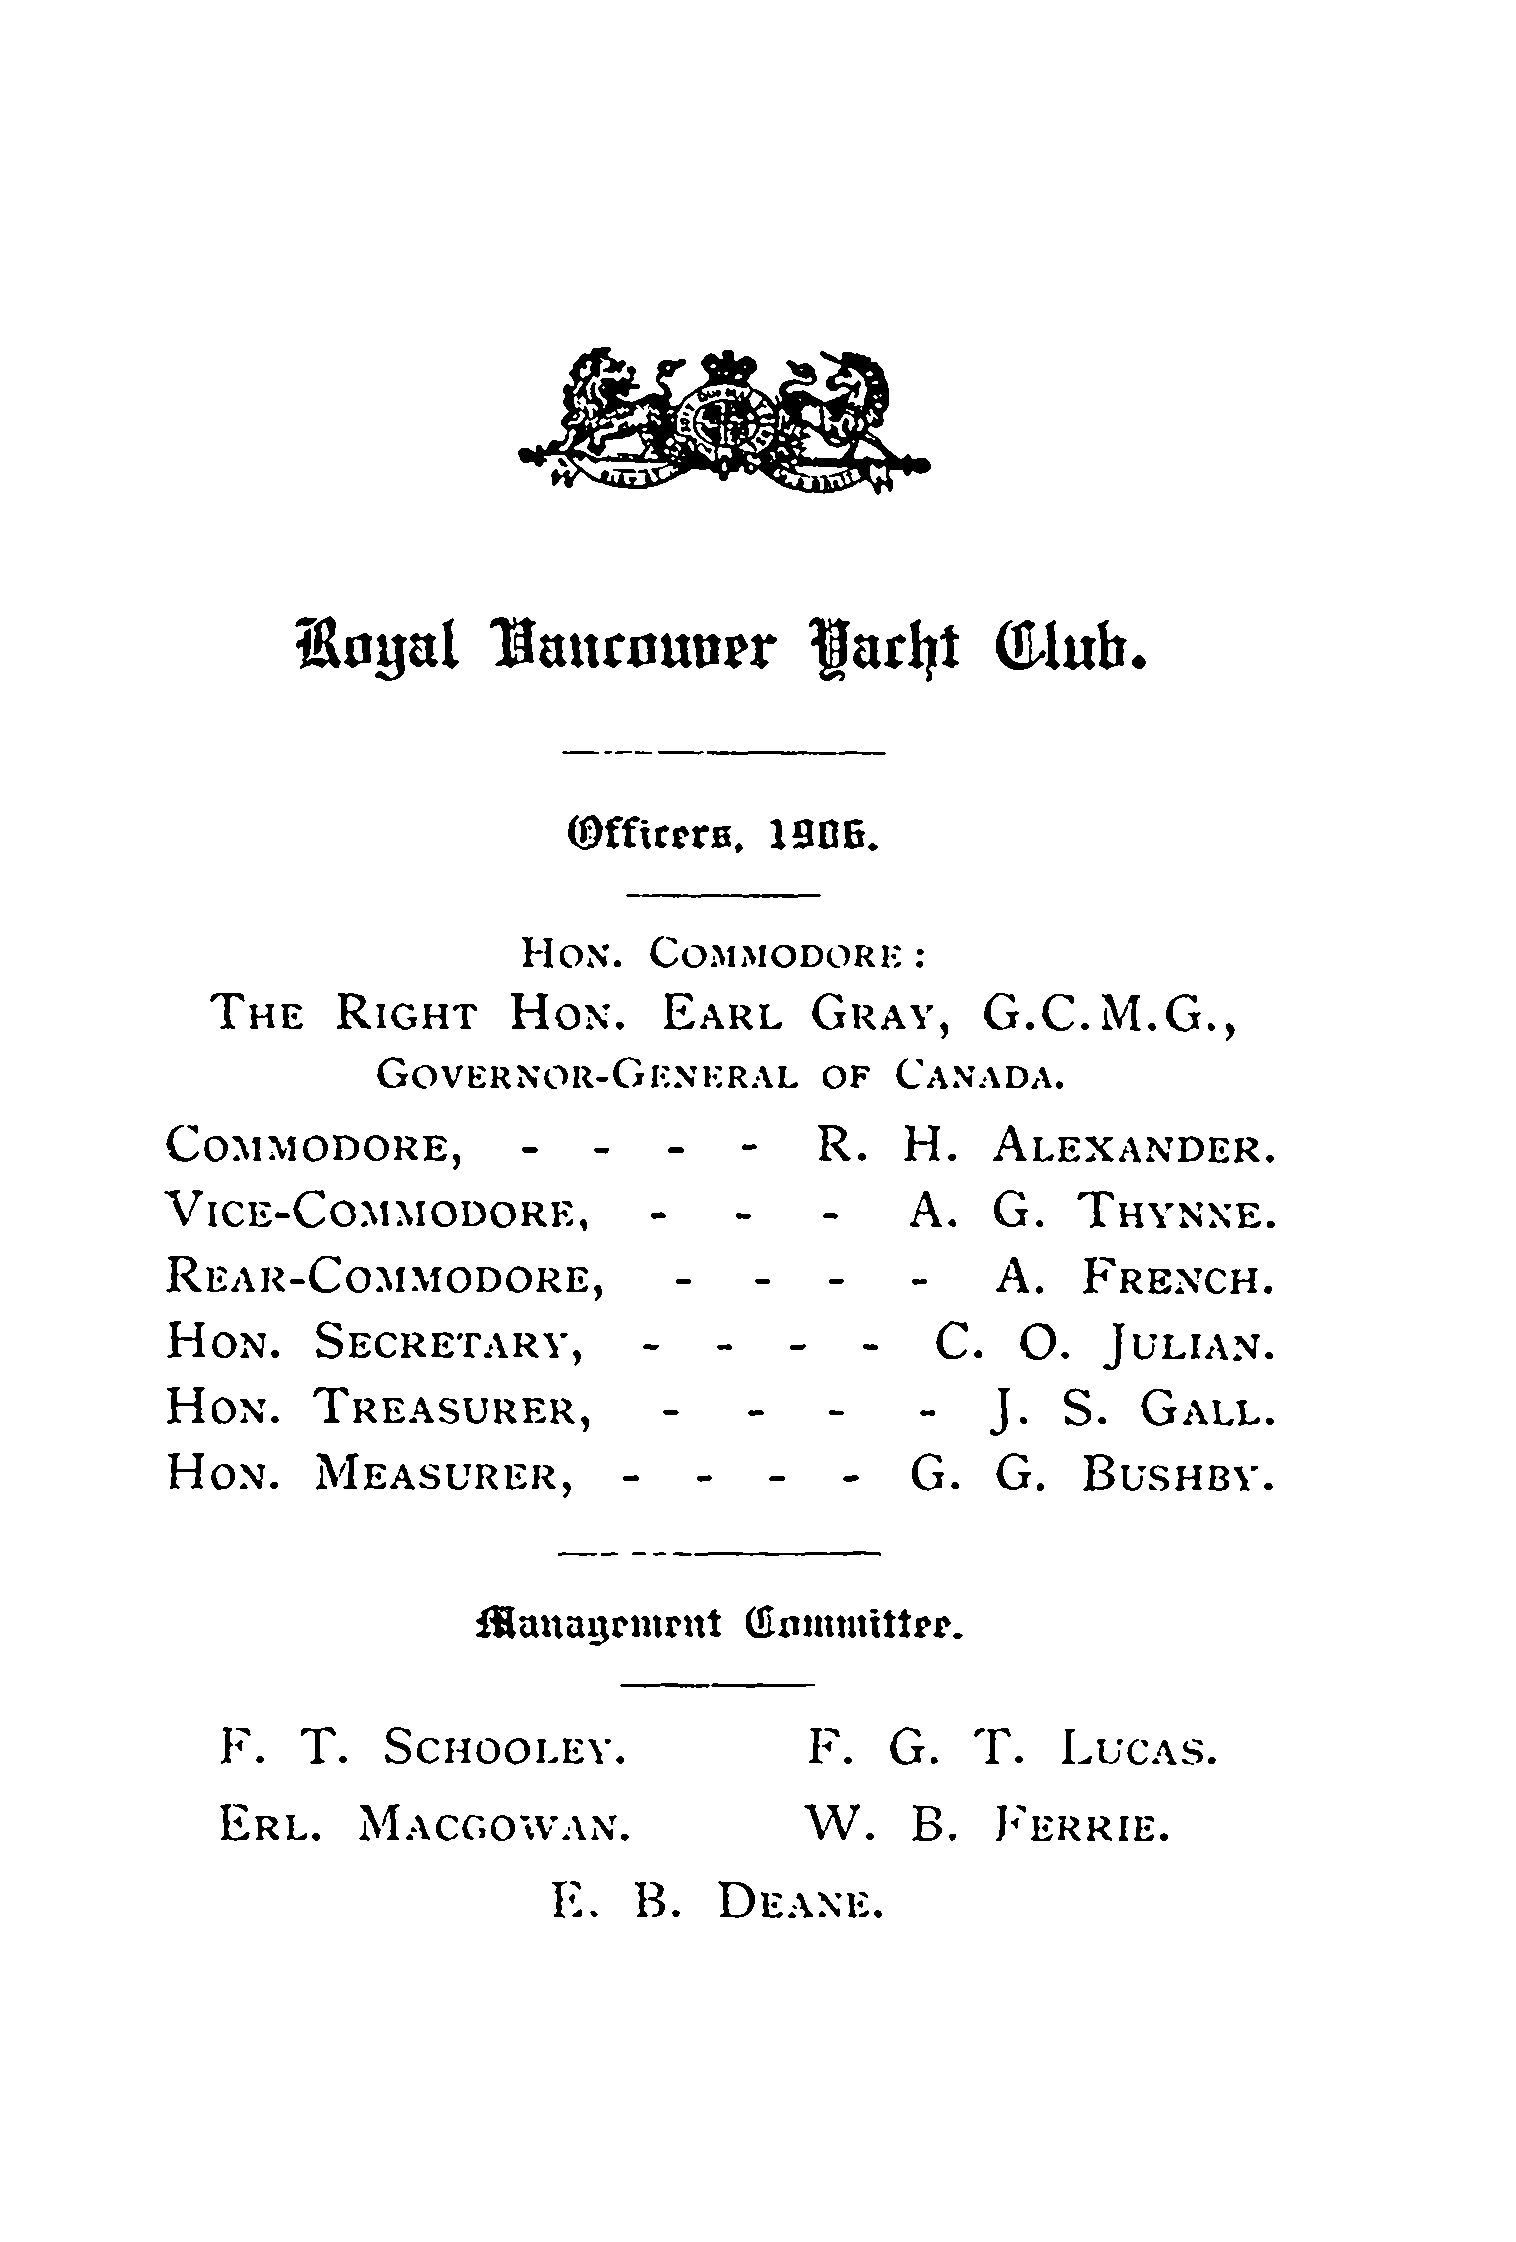 Royal Vancouver Yacht Club.
Officers, 1906.
Hon. Commodore:
The Right Hon. Earl Gray, G.C.M.G.,
Governor-General of Canada.
Commodore, - - - - R. H. Alexander.
Vice-Commodore, - - - A. G. Thynne.
Rear-Commodore, - - - - A. French.
Hon. Secretary, - - - - C. O. Julian.
Hon. Treasurer, - - - - J. S. Gall.
Hon. Measurer, - - - - G. G. Bushby.
Management Committee.
F. T. Schooley. F. G. T. Lucas.
Erl. Macgowan. W. B. Ferrie.
E. B. Deane.